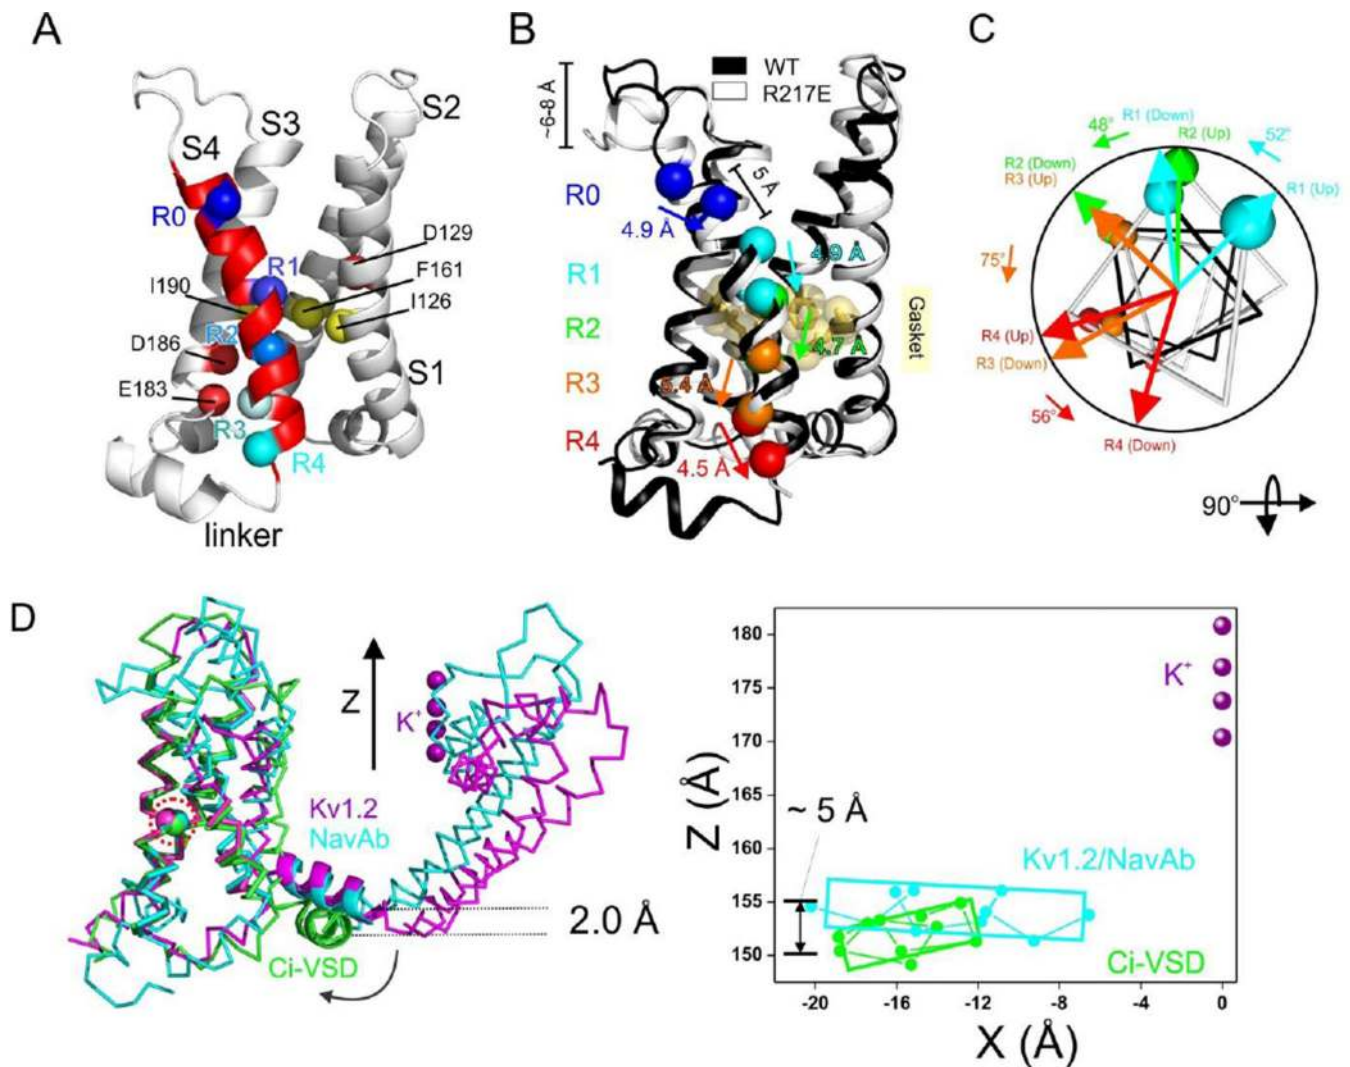 A
S4
S3
S2
R0
R1
D129
F161
I190
I126
R2
D186
E183
S1
R3
R4
linker
B
WT
R217E
~6-8 Å
5 Å
R0
4.9 Å
4.9 Å
R1
R2
4.7 Å
Gasket
R3
5.4 Å
R4
4.5 Å
C
R1 (Down)
48°
R2 (Up)
52°
R2 (Down)
R3 (Up)
R1 (Up)
75°
R4 (Up)
R3 (Down)
56°
R4 (Down)
90°
D
Z
K+
Kv1.2
NavAb
2.0 Å
Ci-VSD
180
K+
175
170
Z (Å)
165
~ 5 Å
160
Kv1.2/NavAb
155
150
Ci-VSD
-20 -16 -12 -8 -4 0
X (Å)